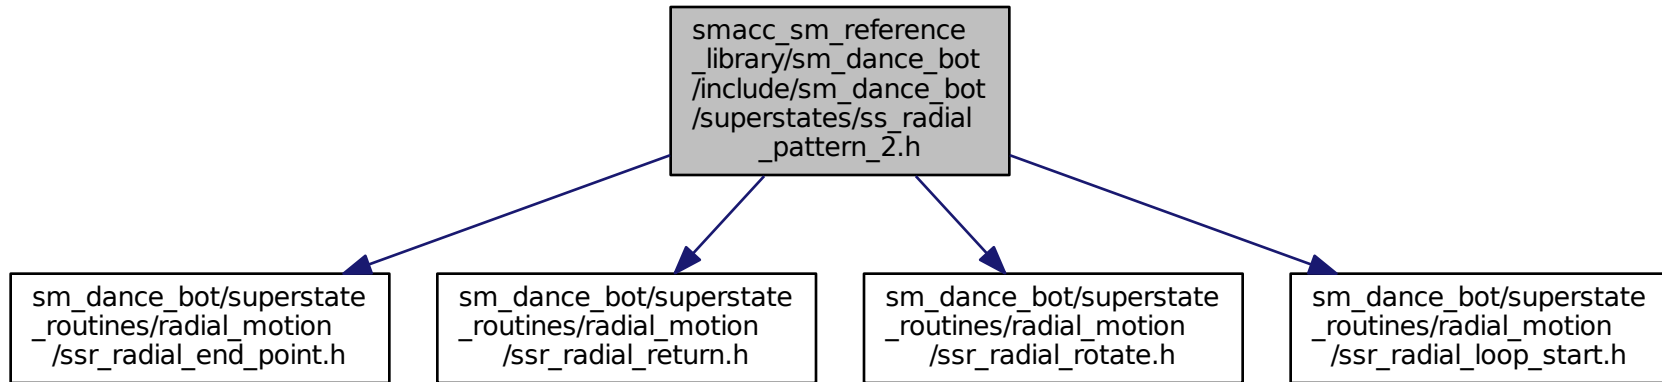 smacc_sm_reference
_library/sm_dance_bot
/include/sm_dance_bot
/superstates/ss_radial
_pattern_2.h
sm_dance_bot/superstate
_routines/radial_motion
/ssr_radial_end_point.h
sm_dance_bot/superstate
_routines/radial_motion
/ssr_radial_return.h
sm_dance_bot/superstate
_routines/radial_motion
/ssr_radial_rotate.h
sm_dance_bot/superstate
_routines/radial_motion
/ssr_radial_loop_start.h